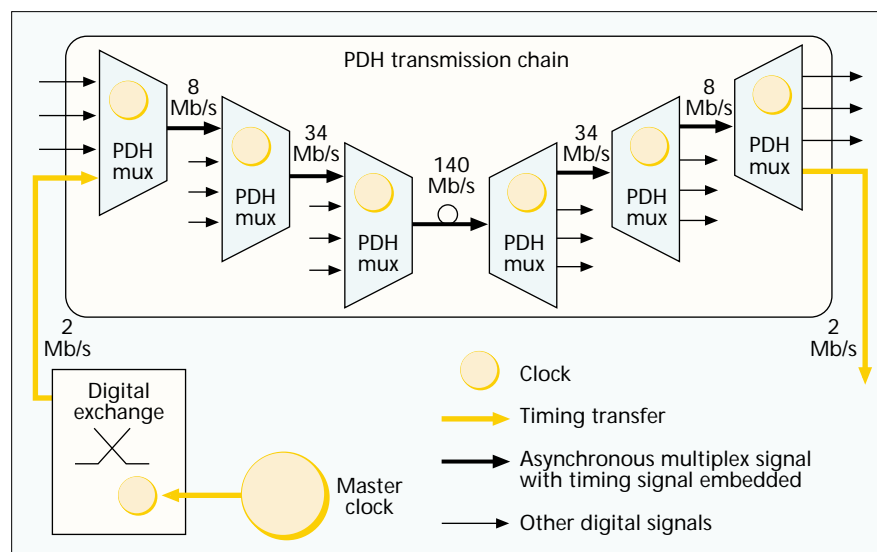 PDH transmission chain
8
Mb/s
34
Mb/s
140
Mb/s
34
Mb/s
8
Mb/s
PDH
mux
PDH
mux
PDH
mux
PDH
mux
PDH
mux
PDH
mux
2
Mb/s
2
Mb/s
Digital
exchange
Master
clock
Clock
Timing transfer
Asynchronous multiplex signal
with timing signal embedded
Other digital signals